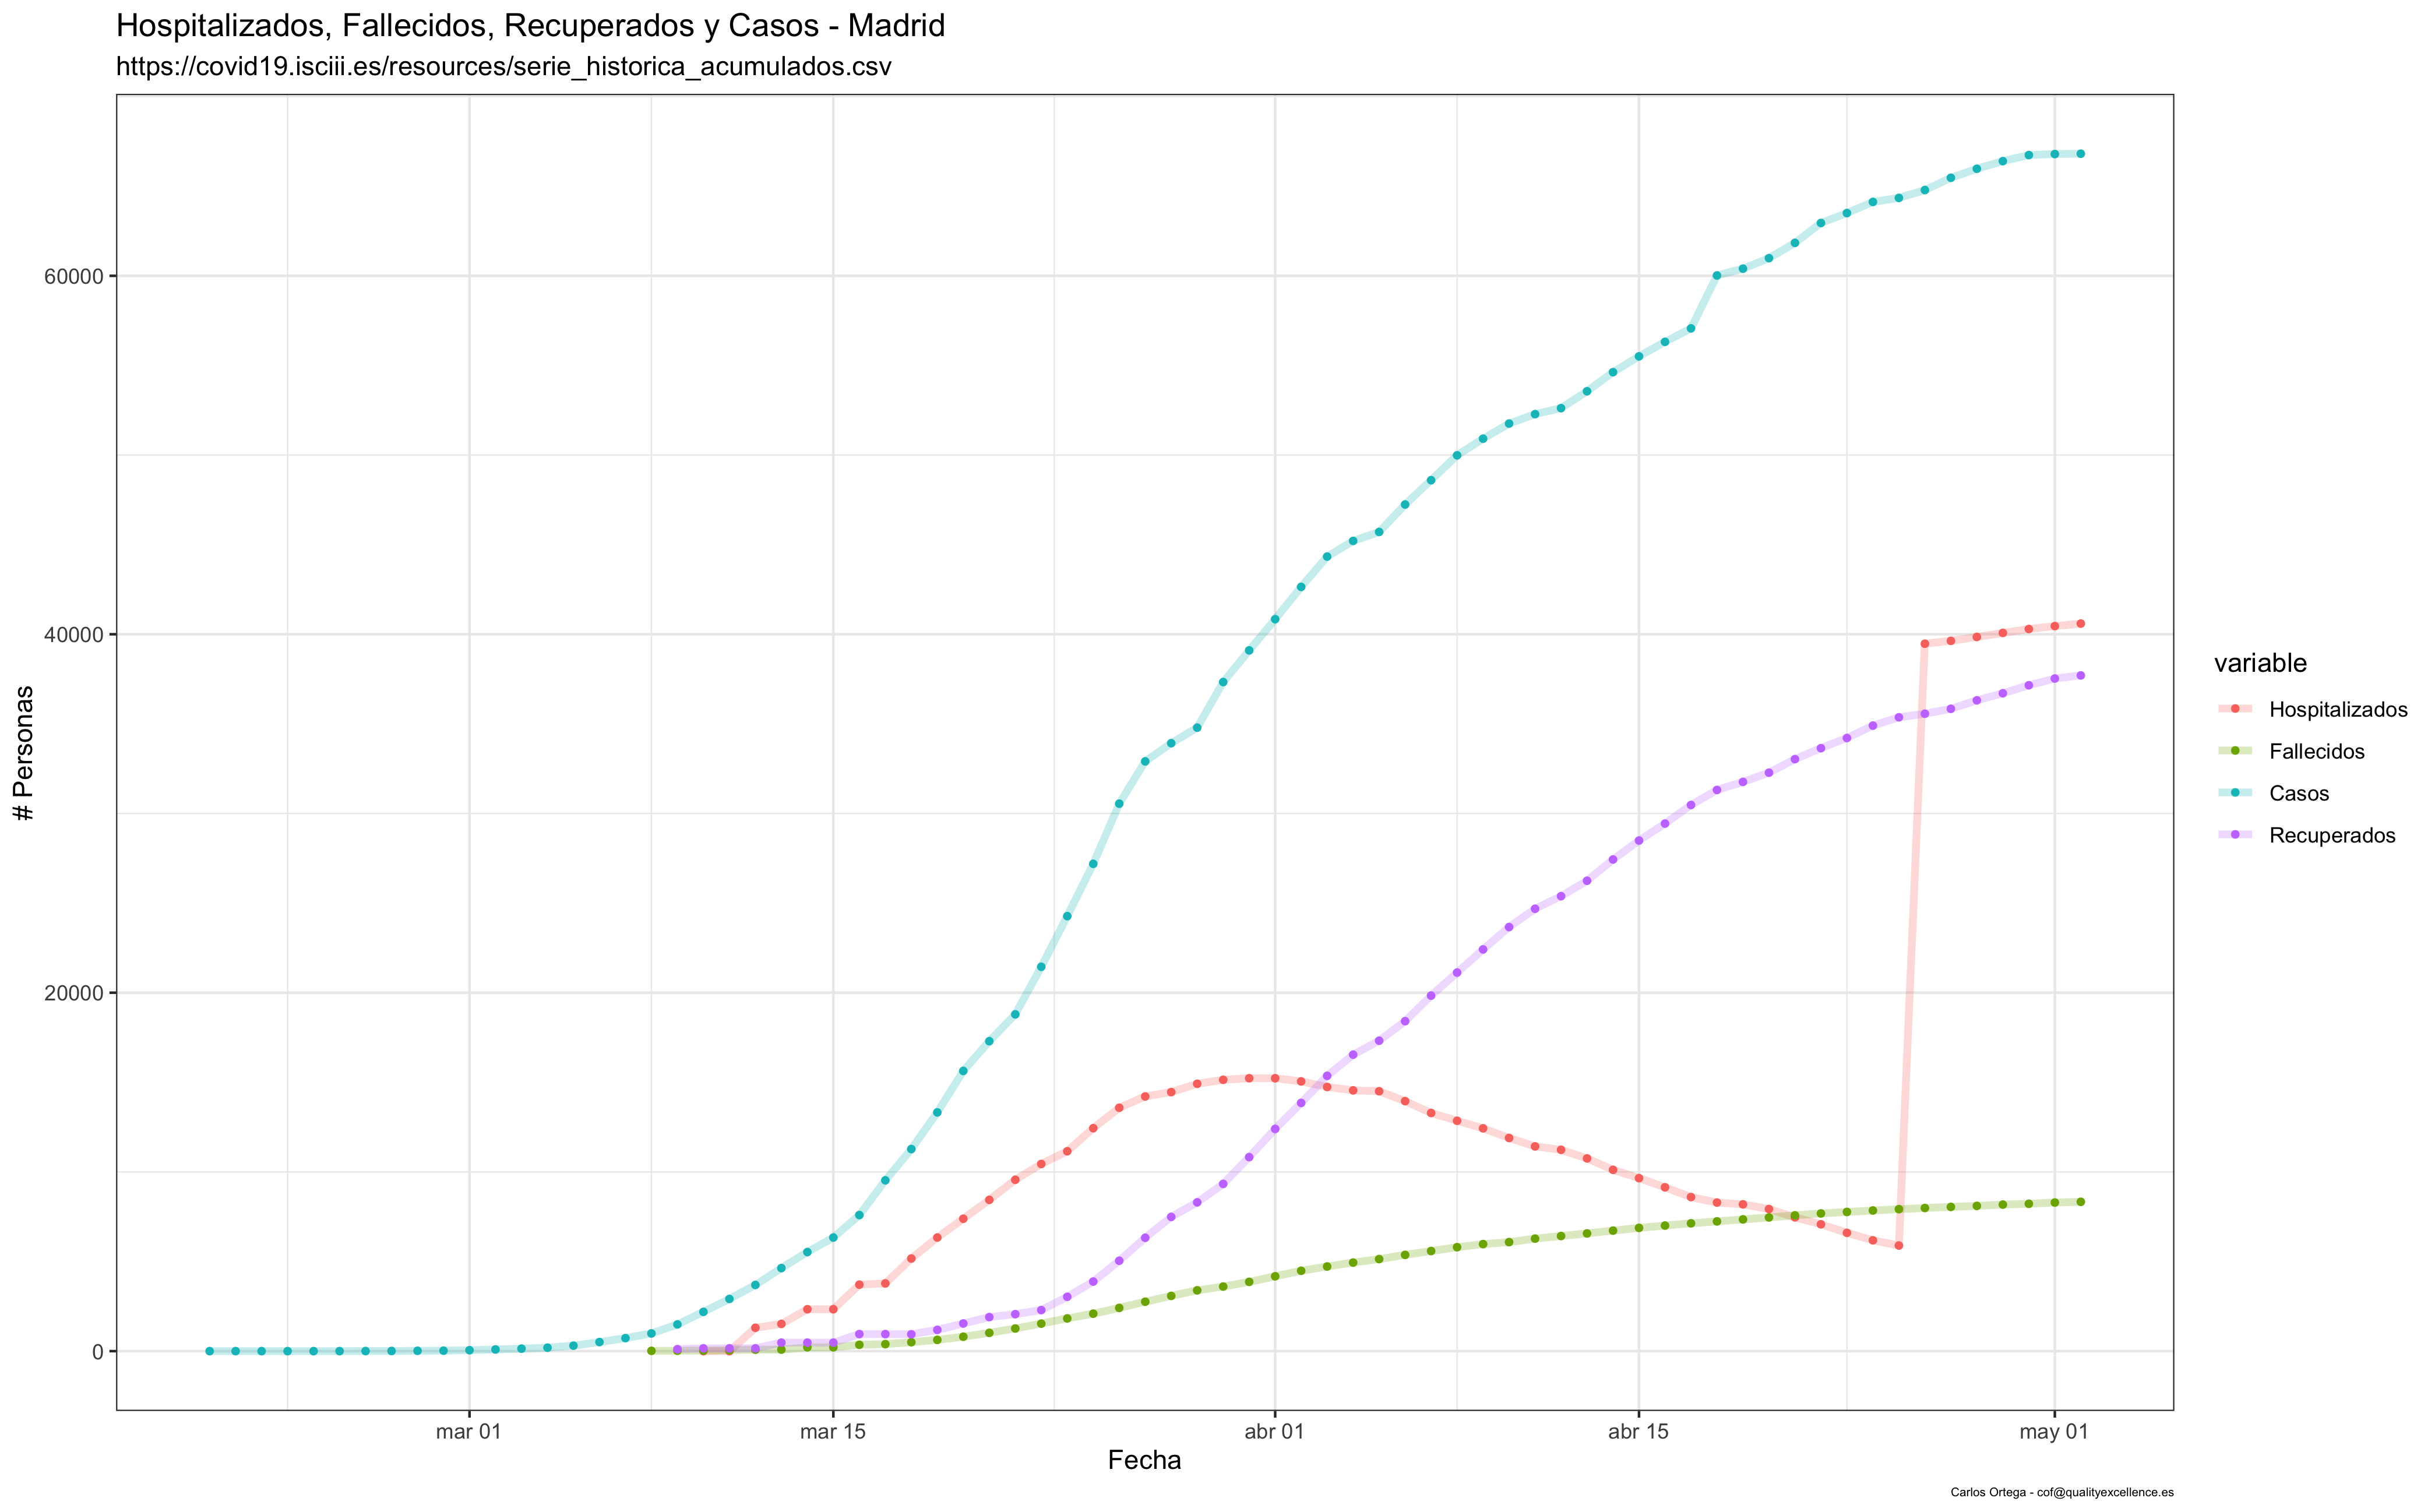 Hospitalizados, Fallecidos, Recuperados y Casos - Madrid
https://covid19.isciii.es/resources/serie_historica_acumulados.csv
# Personas
60000
40000
20000
0
mar 01
mar 15
abr 01
abr 15
may 01
Fecha
variable
Hospitalizados
Fallecidos
Casos
Recuperados
Carlos Ortega - cof@qualityexcellence.es